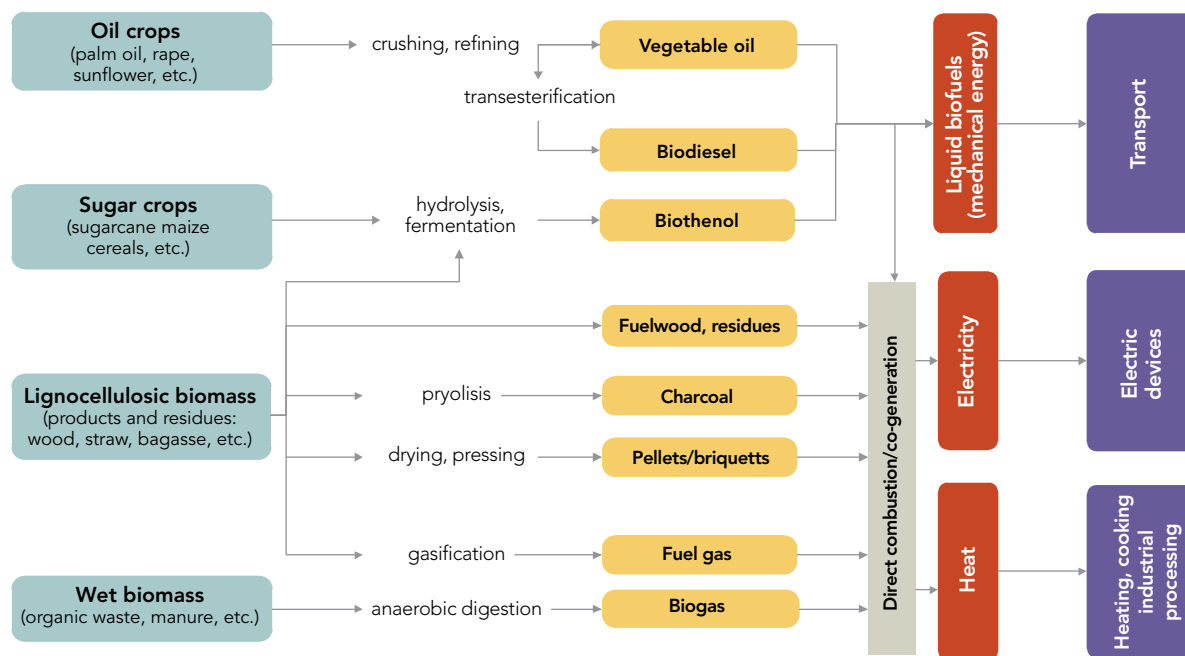 Oil crops
(palm oil, rape,
sunflower, etc.)
crushing, refining
Vegetable oil
transesterification
Biodiesel
Liquid biofuels
(mechanical energy)
Transport
Sugar crops
(sugarcane maize
cereals, etc.)
hydrolysis,
fermentation
Biothenol
Fuelwood, residues
Lignocellulosic biomass
(products and residues:
wood, straw, bagasse, etc.)
pryolisis
Charcoal
drying, pressing
Pellets/briquetts
gasification
Fuel gas
Wet biomass
(organic waste, manure, etc.)
anaerobic digestion
Biogas
Direct combustion/co-generation
Electricity
Electric
devices
Heat
Heating, cooking
industrial
processing